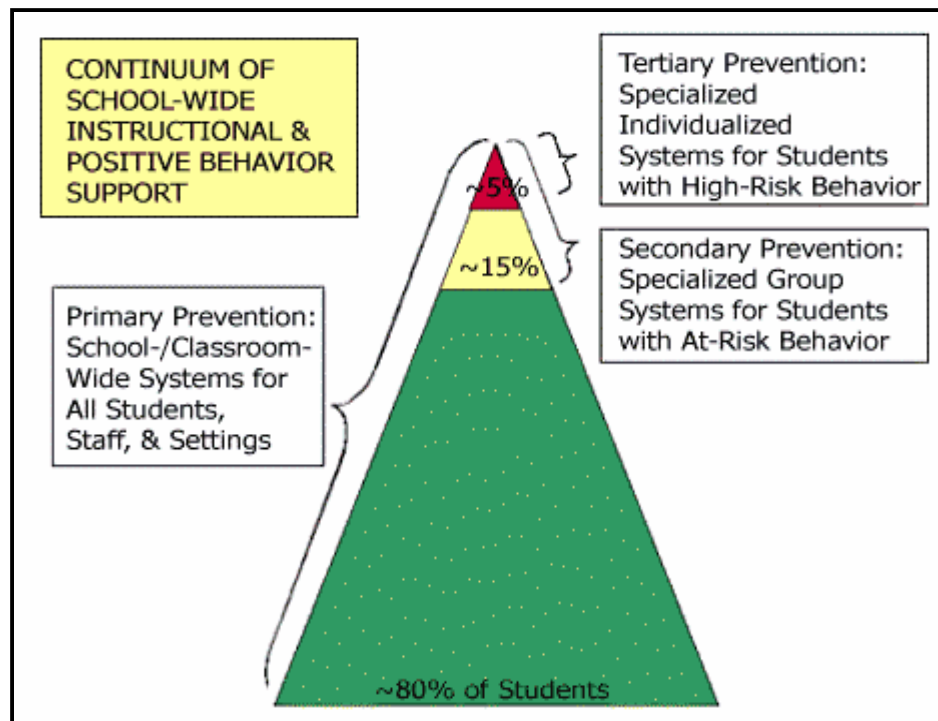 CONTINUUM OF
SCHOOL-WIDE
INSTRUCTIONAL &
POSITIVE BEHAVIOR
SUPPORT
Tertiary Prevention:
Specialized
Individualized
Systems for Students
with High-Risk Behavior
~5%
~15%
Secondary Prevention:
Specialized Group
Systems for Students
with At-Risk Behavior
Primary Prevention:
School-/Classroom-
Wide Systems for
All Students,
Staff, & Settings
~80% of Students